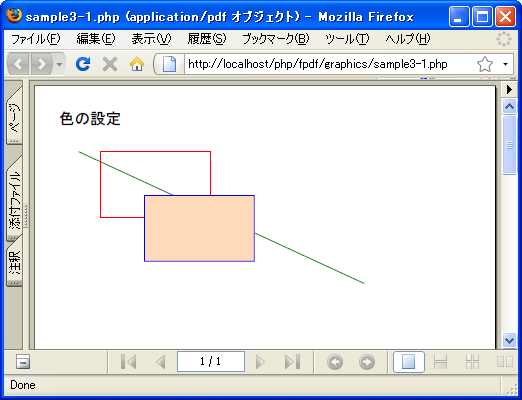 sample3-1.php (application/pdf オブジェクト) - Mozilla Firefox
ファイル(F) 編集(E) 表示(V) 履歴(S) ブックマーク(B) ツール(T) ヘルプ(H)
http://localhost/php/fpdf/graphics/sample3-1.php
ページ
添付ファイル
注釈
色の設定
1 / 1
Done